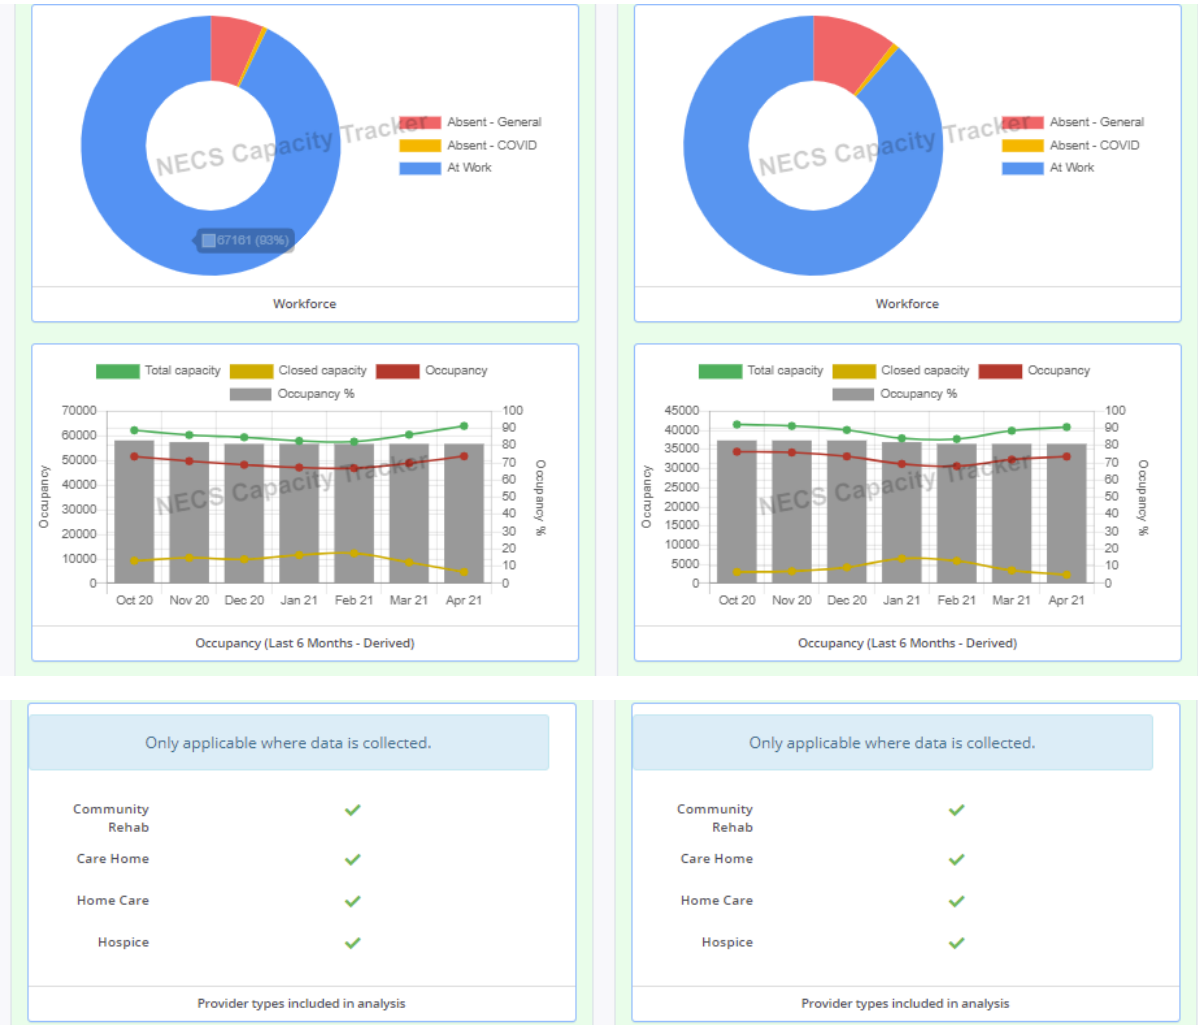 NECS Capacity Tracker
Absent - General
Absent - COVID
At Work
67161 (93%)
Workforce
NECS Capacity Tracker
Absent - General
Absent - COVID
At Work
Workforce
Total capacity Closed capacity Occupancy
Occupancy %
70000 100
90
60000 80
50000 70
40000 60
50
30000 40
20000 30
20
10000 10
0 0
Occupancy
Occupancy %
NECS Capacity Tracker
Oct 20 Nov 20 Dec 20 Jan 21 Feb 21 Mar 21 Apr 21
Occupancy (Last 6 Months - Derived)
Total capacity Closed capacity Occupancy
Occupancy %
45000 100
40000 90
35000 80
30000 70
25000 60
20000 50
15000 40
10000 30
5000 20
0 10
0
Occupancy
Occupancy %
NECS Capacity Tracker
Oct 20 Nov 20 Dec 20 Jan 21 Feb 21 Mar 21 Apr 21
Occupancy (Last 6 Months - Derived)
Only applicable where data is collected.
Community
Rehab
Care Home
Home Care
Hospice
Provider types included in analysis
Only applicable where data is collected.
Community
Rehab
Care Home
Home Care
Hospice
Provider types included in analysis